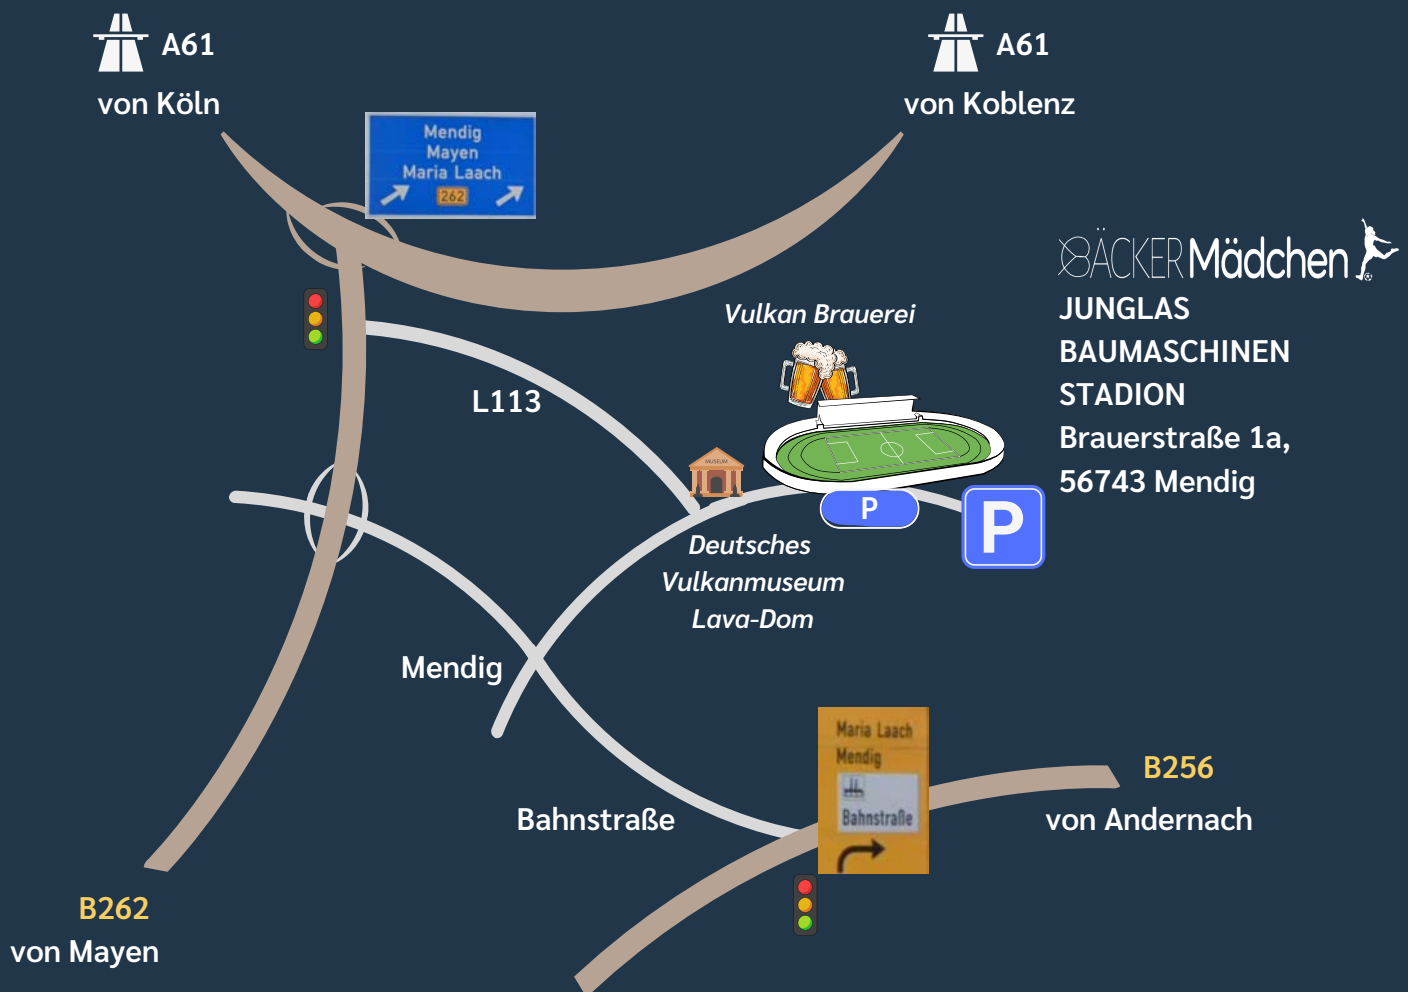 A61
von Köln
A61
von Koblenz
Mendig
Mayen
Maria Laach
262
BÄCKER Mädchen
JUNGLAS
BAUMASCHINEN
STADION
Brauerstraße 1a,
56743 Mendig
Vulkan Brauerei
L113
MUSEUM
P
P
Deutsches
Vulkanmuseum
Lava-Dom
Mendig
Maria Laach
Mendig
Bahnstraße
Bahnstraße
B256
von Andernach
B262
von Mayen